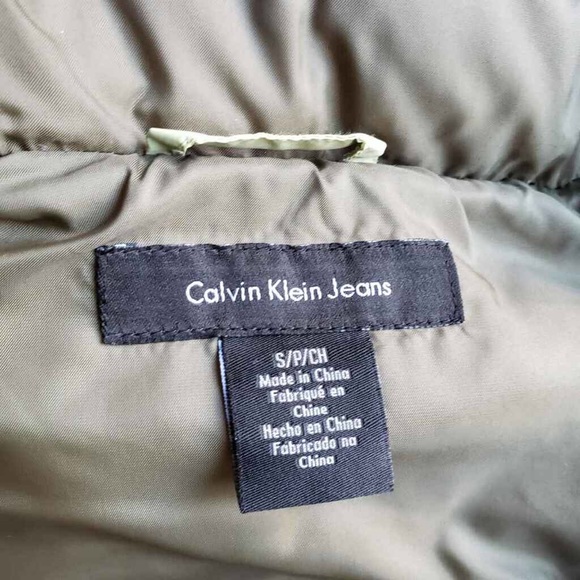 Calvin Klein Jeans
S/P/CH
Made in China
Fabriqué en
Chine
Hecho en China
Fabricado na
China